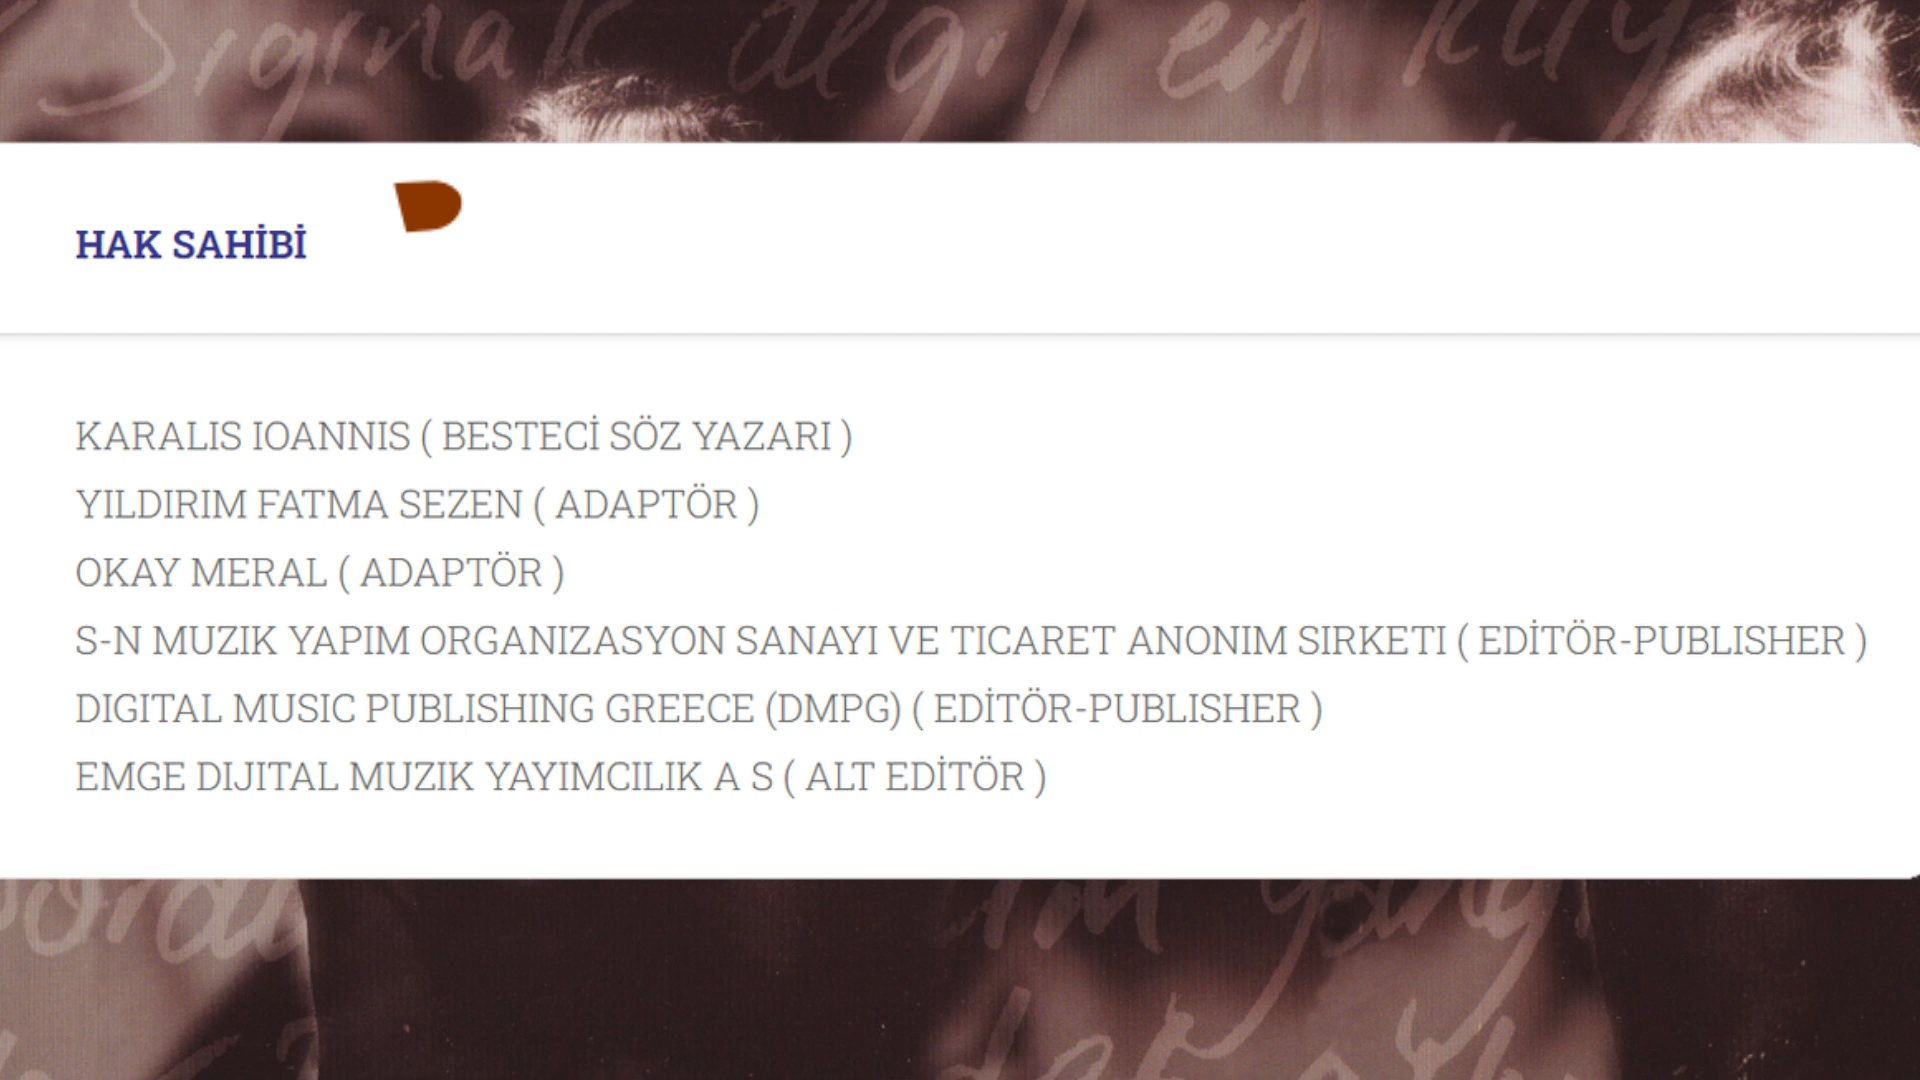 Sığınak
en
HAK SAHİBİ
KARALIS IOANNIS ( BESTECİ SÖZ YAZARI )
YILDIRIM FATMA SEZEN ( ADAPTÖR )
OKAY MERAL ( ADAPTÖR )
S-N MUZIK YAPIM ORGANIZASYON SANAYI VE TICARET ANONIM SIRKETI ( EDİTÖR-PUBLISHER )
DIGITAL MUSIC PUBLISHING GREECE (DMPG) ( EDİTÖR-PUBLISHER )
EMGE DIJITAL MUZIK YAYIMCILIK A S ( ALT EDİTÖR )